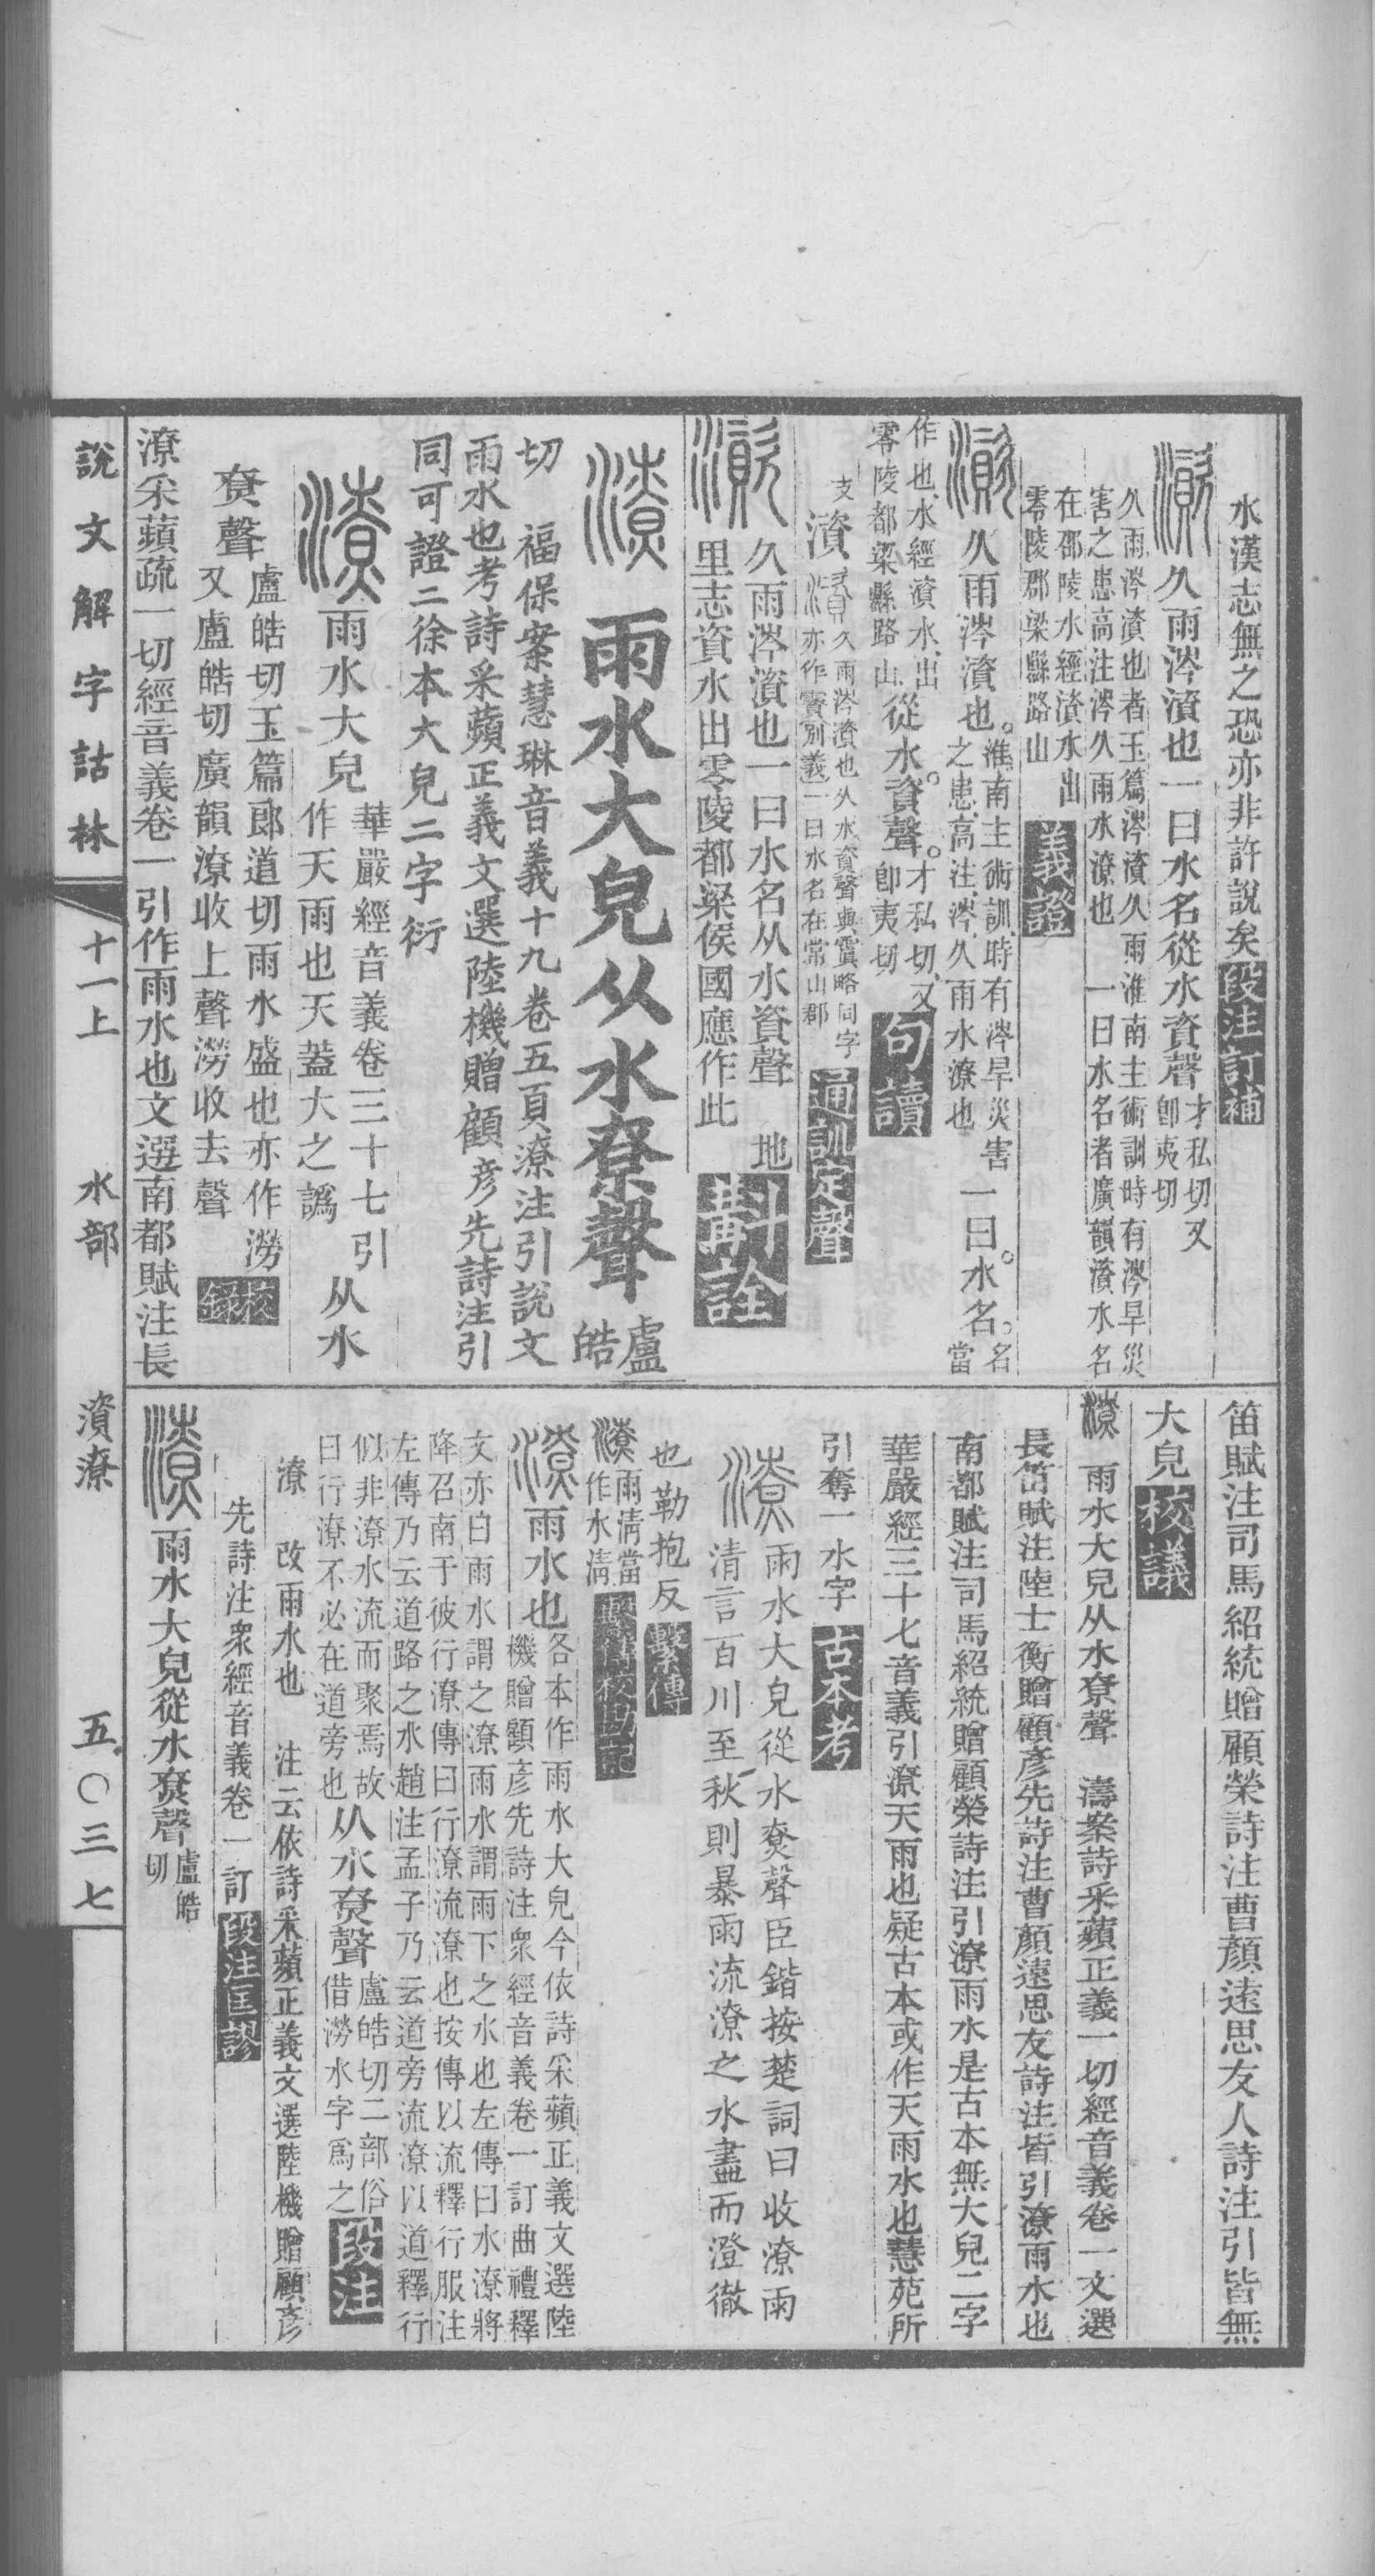 水漢志無之恐亦非許說矣段注訂補
久雨涔㵩也一曰水名從水資聲才私切又
卽夷切
久雨涔㵩也者玉篇涔㵩久雨淮南主術訓時有涔旱災
害之患高注涔久雨水潦也 一曰水名者廣韻㵩水名
在邵陵水經㵩水出
零陵郡梁縣路山
義證
久雨涔㵩也。淮南主術訓、時有涔旱災害
之患、高注、涔、久雨水潦也 一曰。水名。名
當
作也、水經㵩水、出
零陵都梁縣路山、從水。資聲。才私切、又
卽夷切
句讀
支
㵩 久雨涔㵩也从水資聲與霣略同字
亦作 別義一曰水名在常山郡
通訓定聲
久雨涔㵩也一曰水名从水資聲 地
里志資水出零陵都梁侯國應作此
斠詮
雨水大皃从水尞聲盧
皓
切 福保案慧琳音義十九卷五頁潦注引說文
雨水也考詩采蘋正義文選陸機贈顧彦先詩注引
同可證二徐本大皃二字衍
雨水大皃華嚴經音義卷三十七引
作天雨也天蓋大之譌从水
尞聲盧皓切玉篇郎道切雨水盛也亦作澇
又盧皓切廣韻潦收上聲澇收去聲
校錄
潦采蘋疏一切經音義卷一引作雨水也文選南都賦注長
笛賦注司馬紹統贈顧榮詩注曹顏遠思友人詩注引皆無
大皃校議
雨水大皃从水尞聲 濤案詩采蘋正義一切經音義卷一文選
長笛賦注陸士衡贈顧彦先詩注曹顏遠思友詩注皆引潦雨水也
南都賦注司馬紹統贈顧榮詩注引潦雨水是古本無大皃二字
華嚴經三十七音義引潦天雨也疑古本或作天雨水也慧苑所
引奪一水字古本考
雨水大皃從水尞聲臣鍇按楚詞曰收潦雨
清言百川至秋則暴雨流潦之水盡而澄徹
也勒抱反繫傳
雨清當
作水清
繫傳校勘記
雨水也各本作雨水大皃今依詩采蘋正義文選陸
機贈顧彦先詩注衆經音義卷一訂曲禮釋
文亦曰雨水謂之潦雨水謂雨下之水也左傳曰水潦將
降召南于彼行潦傳曰行潦流潦也按傳以流釋行服注
左傳乃云道路之水趙注孟子乃云道旁流潦以道釋行
似非潦水流而聚焉故
曰行潦不必在道旁也从水尞聲盧皓切二部俗
借澇水字爲之
段注
潦 改雨水也 注云依詩采蘋正義文選陸機贈顧彦
先詩注衆經音義卷一訂段注匡謬
雨水大皃從水尞聲盧皓
切
說文解字詁林 十一上 水部 㵩潦 五〇三七